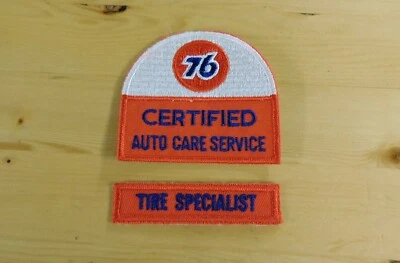 76
CERTIFIED
AUTO CARE SERVICE
TIRE SPECIALIST